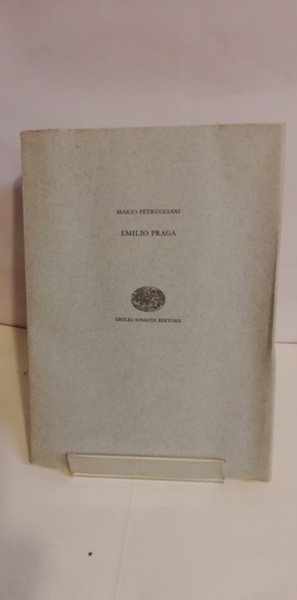 MARIO PETRUCCIANI
EMILIO PRAGA
GIULIO EINAUDI EDITORE